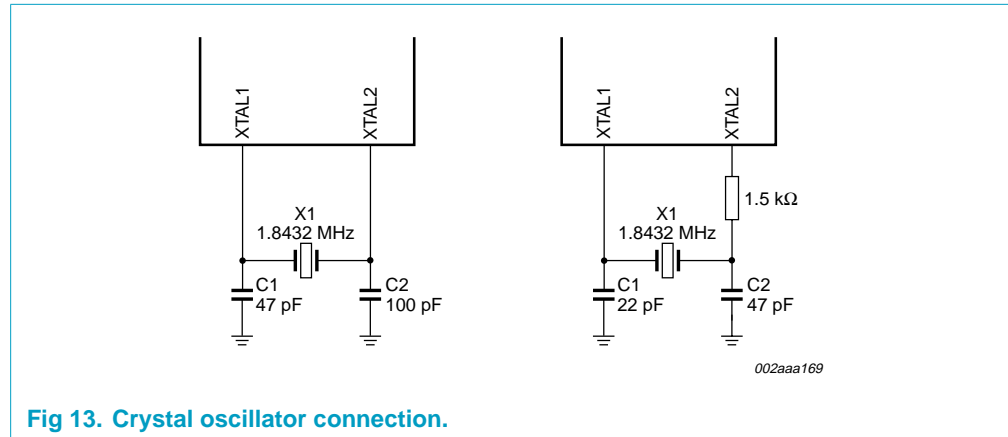 XTAL1
XTAL2
X1
1.8432 MHz
C1
47 pF
C2
100 pF
XTAL1
XTAL2
1.5 kΩ
X1
1.8432 MHz
C1
22 pF
C2
47 pF
002aaa169
Fig 13. Crystal oscillator connection.